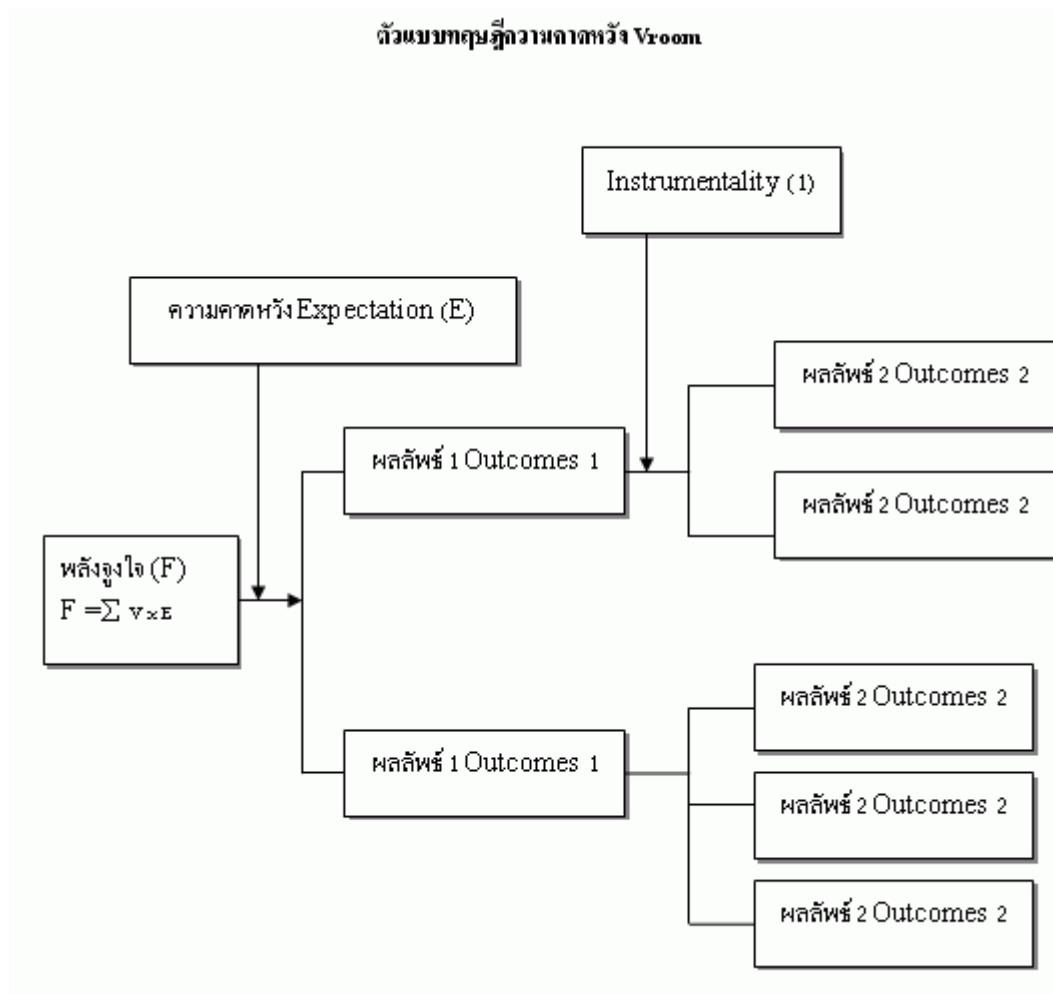 ตัวแบบทฤษฎีความคาดหวัง Vroom
Instrumentality (1)
ความคาดหวัง Expectation (E)
ผลลัพธ์ 2 Outcomes 2
ผลลัพธ์ 1 Outcomes 1
ผลลัพธ์ 2 Outcomes 2
พลังจูงใจ (F)
F =∑ V×E
ผลลัพธ์ 2 Outcomes 2
ผลลัพธ์ 1 Outcomes 1
ผลลัพธ์ 2 Outcomes 2
ผลลัพธ์ 2 Outcomes 2